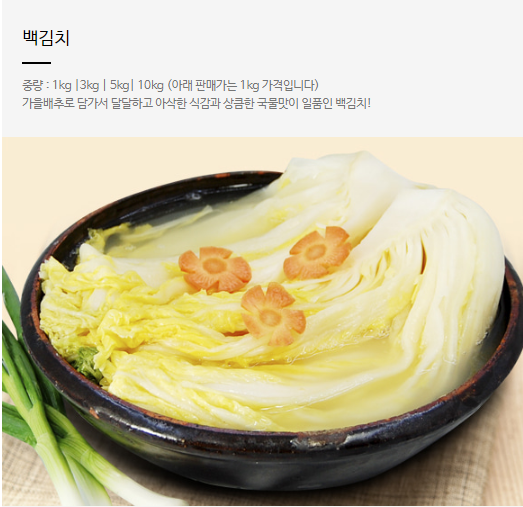 백김치
중량 : 1kg |3kg | 5kg| 10kg (아래 판매가는 1kg 가격입니다)
가을배추로 담가서 달달하고 아삭한 식감과 상큼한 국물맛이 일품인 백김치!